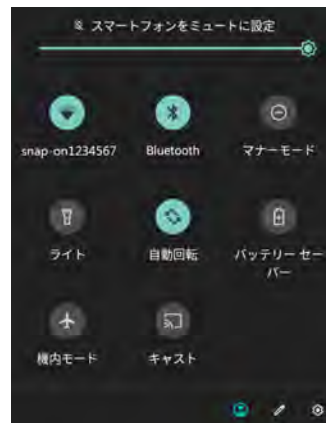 スマートフォンをミュートに設定
snap-on1234567
Bluetooth
マナーモード
ライト
自動回転
バッテリー セー
バー
機内モード
キャスト